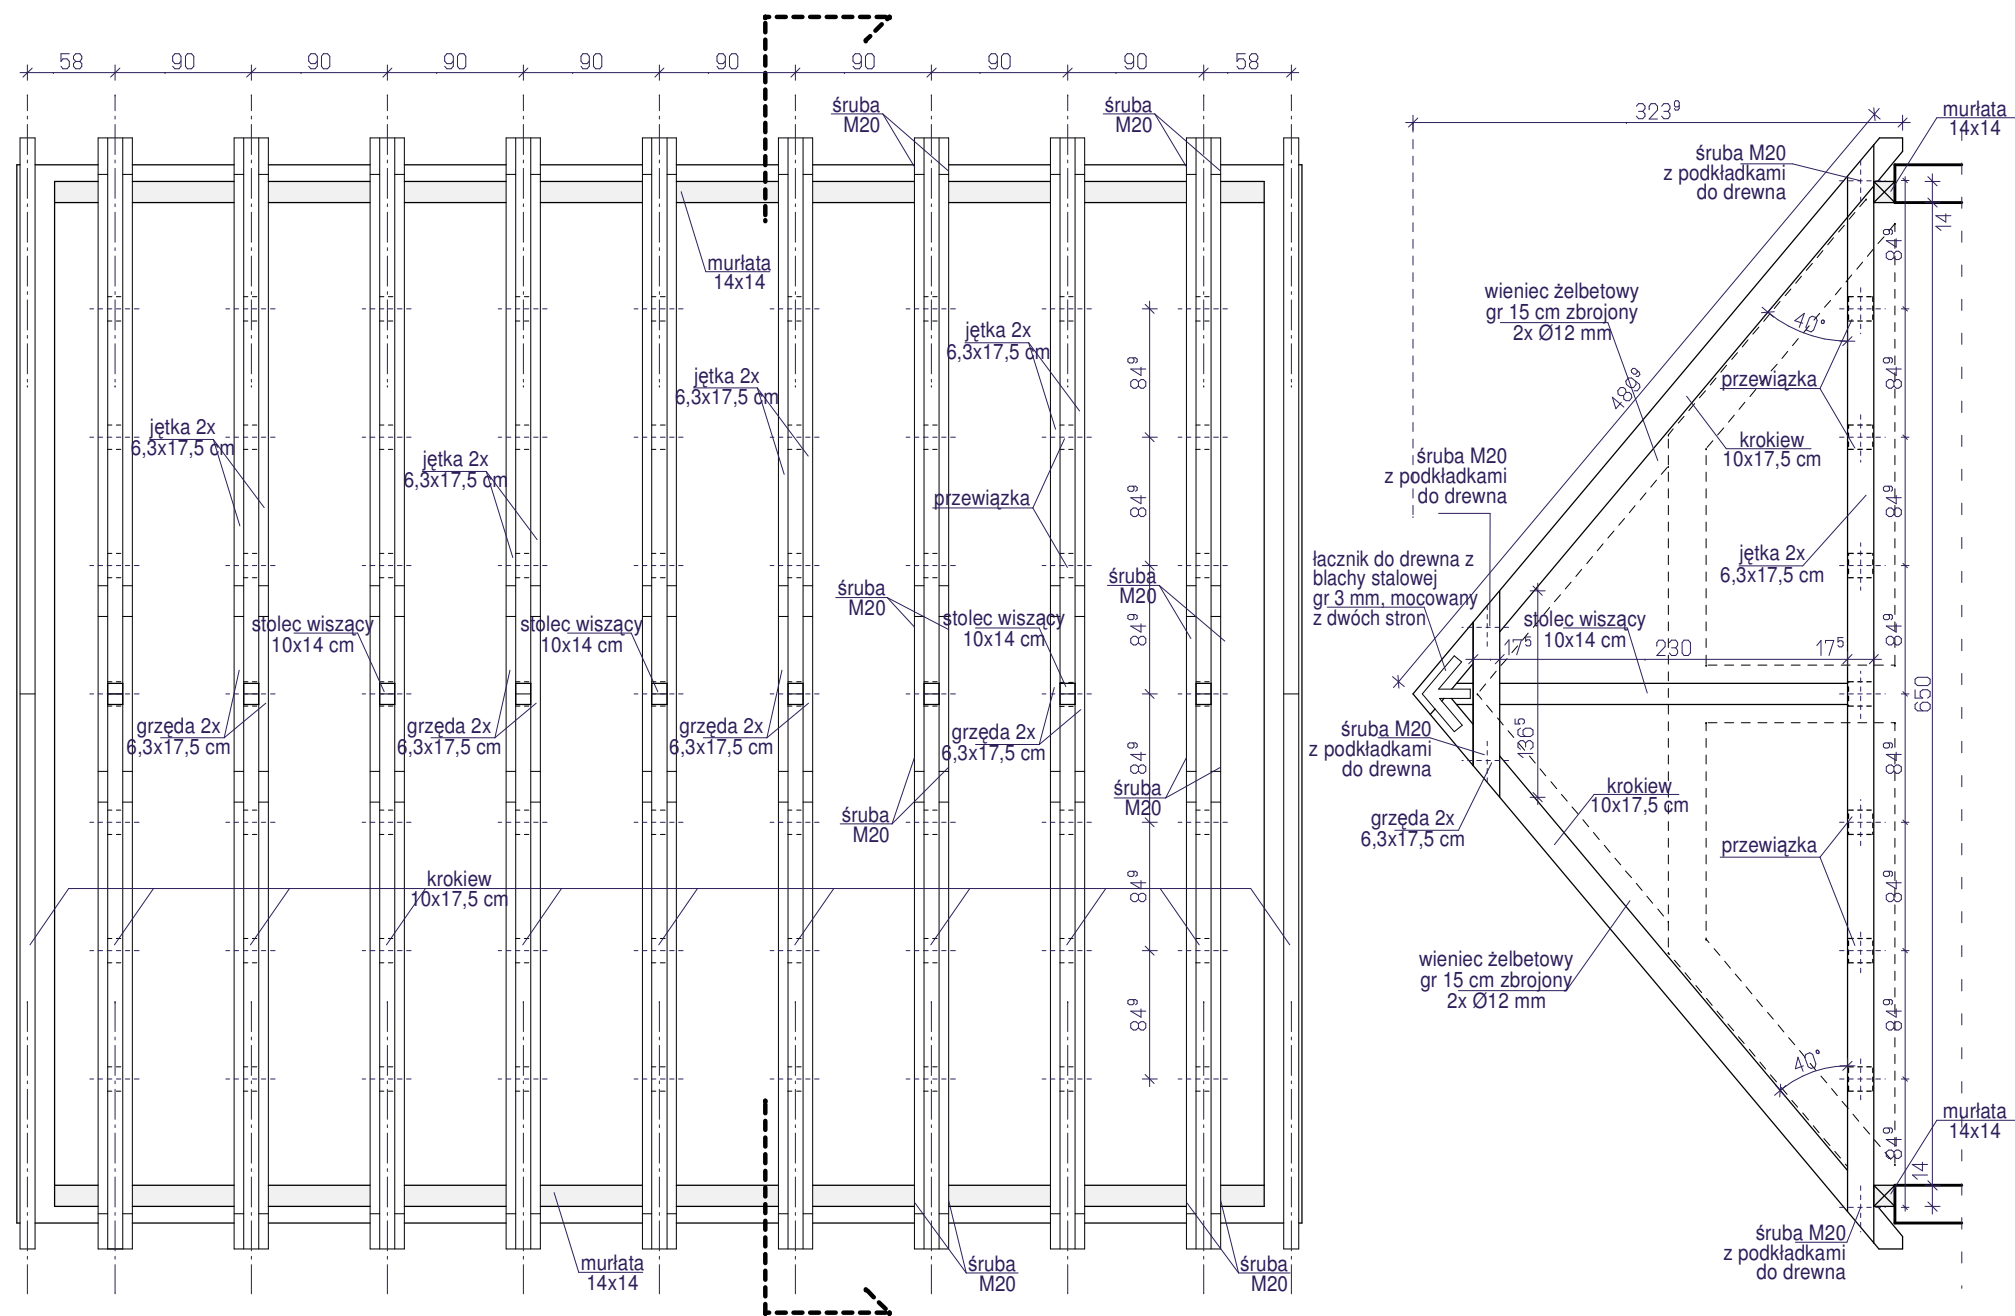 58
90
90
90
90
90
90
90
90
58
śruba
M20
śruba
M20
murłata
14x14
jętka 2x
6,3x17,5 cm
jętka 2x
6,3x17,5 cm
jętka 2x
6,3x17,5 cm
jętka 2x
6,3x17,5 cm
przewiązka
84⁹
84⁹
84⁹
84⁹
84⁹
84⁹
śruba
M20
śruba
M20
stolec wiszący
10x14 cm
stolec wiszący
10x14 cm
stolec wiszący
10x14 cm
grzęda 2x
6,3x17,5 cm
grzęda 2x
6,3x17,5 cm
grzęda 2x
6,3x17,5 cm
grzęda 2x
6,3x17,5 cm
śruba
M20
śruba
M20
krokiew
10x17,5 cm
murłata
14x14
śruba
M20
śruba
M20
323⁹
murłata
14x14
śruba M20
z podkładkami
do drewna
14
84⁹
wieniec żelbetowy
gr 15 cm zbrojony
2x Ø12 mm
40°
84⁹
przewiązka
489⁹
krokiew
10x17,5 cm
śruba M20
z podkładkami
do drewna
84⁹
jętka 2x
6,3x17,5 cm
łacznik do drewna z
blachy stalowej
gr 3 mm, mocowany
z dwóch stron
stolec wiszący
10x14 cm
84⁹
17⁵
230
17⁵
650
136⁵
śruba M20
z podkładkami
do drewna
84⁹
krokiew
10x17,5 cm
grzęda 2x
6,3x17,5 cm
przewiązka
84⁹
wieniec żelbetowy
gr 15 cm zbrojony
2x Ø12 mm
84⁹
40°
murłata
14x14
84⁹
14
śruba M20
z podkładkami
do drewna